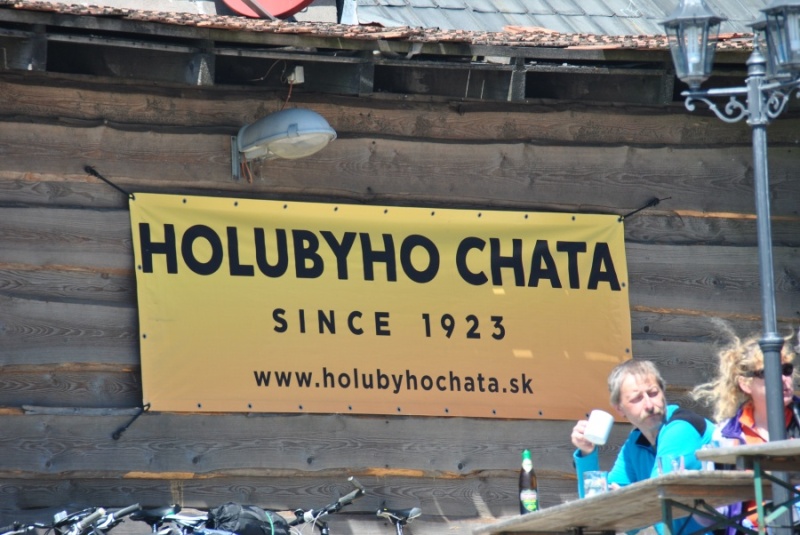 HOLUBYHO CHATA
SINCE 1923
www.holubyhochata.sk